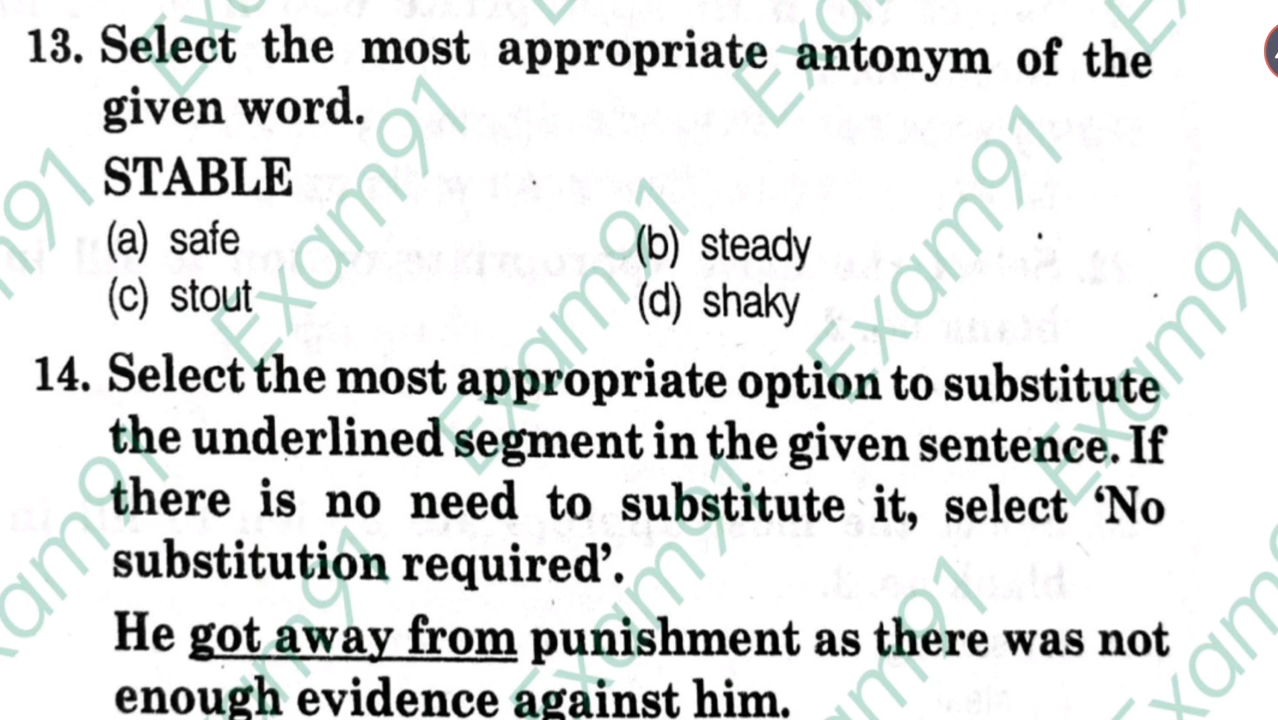 13. Select the most appropriate antonym of the
given word.
STABLE
(a) safe (b) steady
(c) stout (d) shaky
14. Select the most appropriate option to substitute
the underlined segment in the given sentence. If
there is no need to substitute it, select ‘No
substitution required’.
He got away from punishment as there was not
enough evidence against him.
Exam91